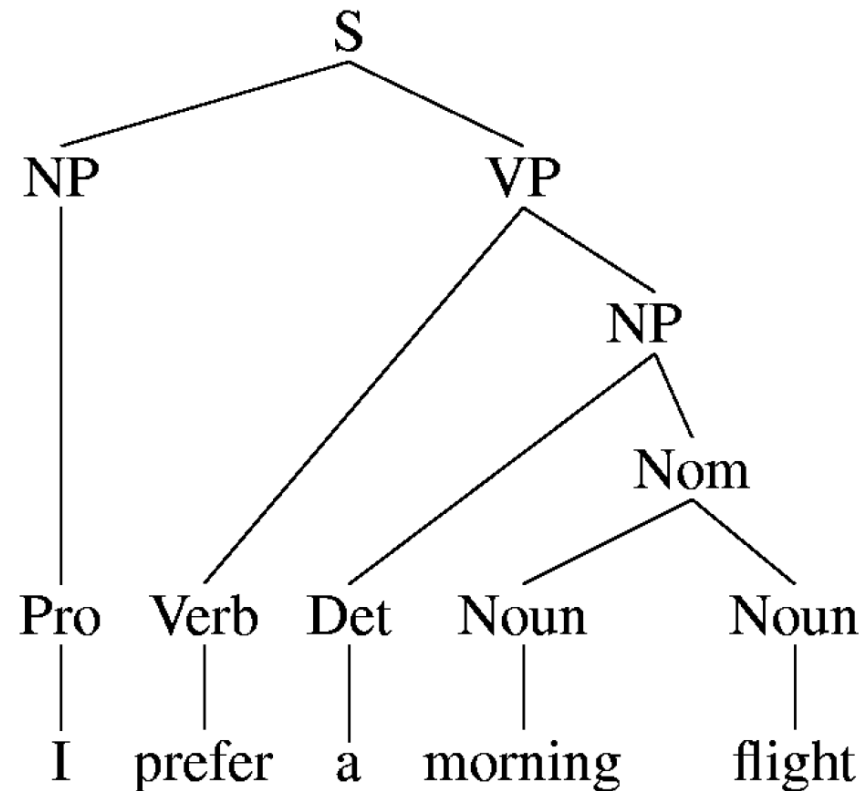 S
NP VP
NP
Nom
Pro Verb Det Noun Noun
I prefer a morning flight